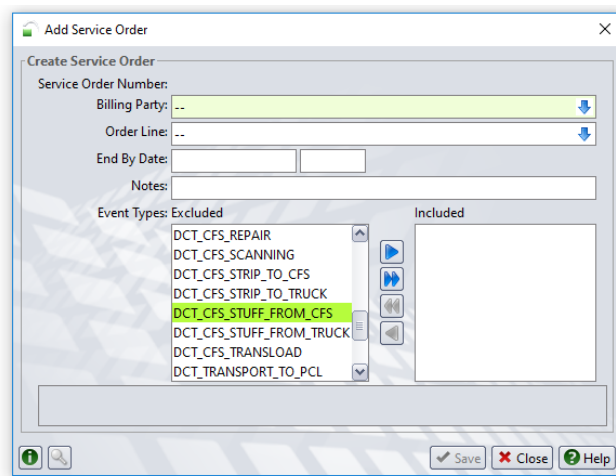 Add Service Order
Create Service Order
Service Order Number:
Billing Party: --
Order Line: --
End By Date:
Notes:
Event Types: Excluded Included
DCT_CFS_REPAIR
DCT_CFS_SCANNING
DCT_CFS_STRIP_TO_CFS
DCT_CFS_STRIP_TO_TRUCK
DCT_CFS_STUFF_FROM_CFS
DCT_CFS_STUFF_FROM_TRUCK
DCT_CFS_TRANSLOAD
DCT_TRANSPORT_TO_PCL
Save Close Help